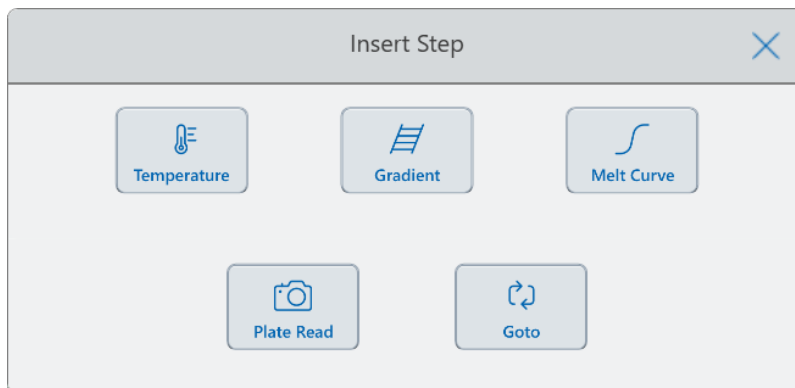 Insert Step
Temperature
Gradient
Melt Curve
Plate Read
Goto